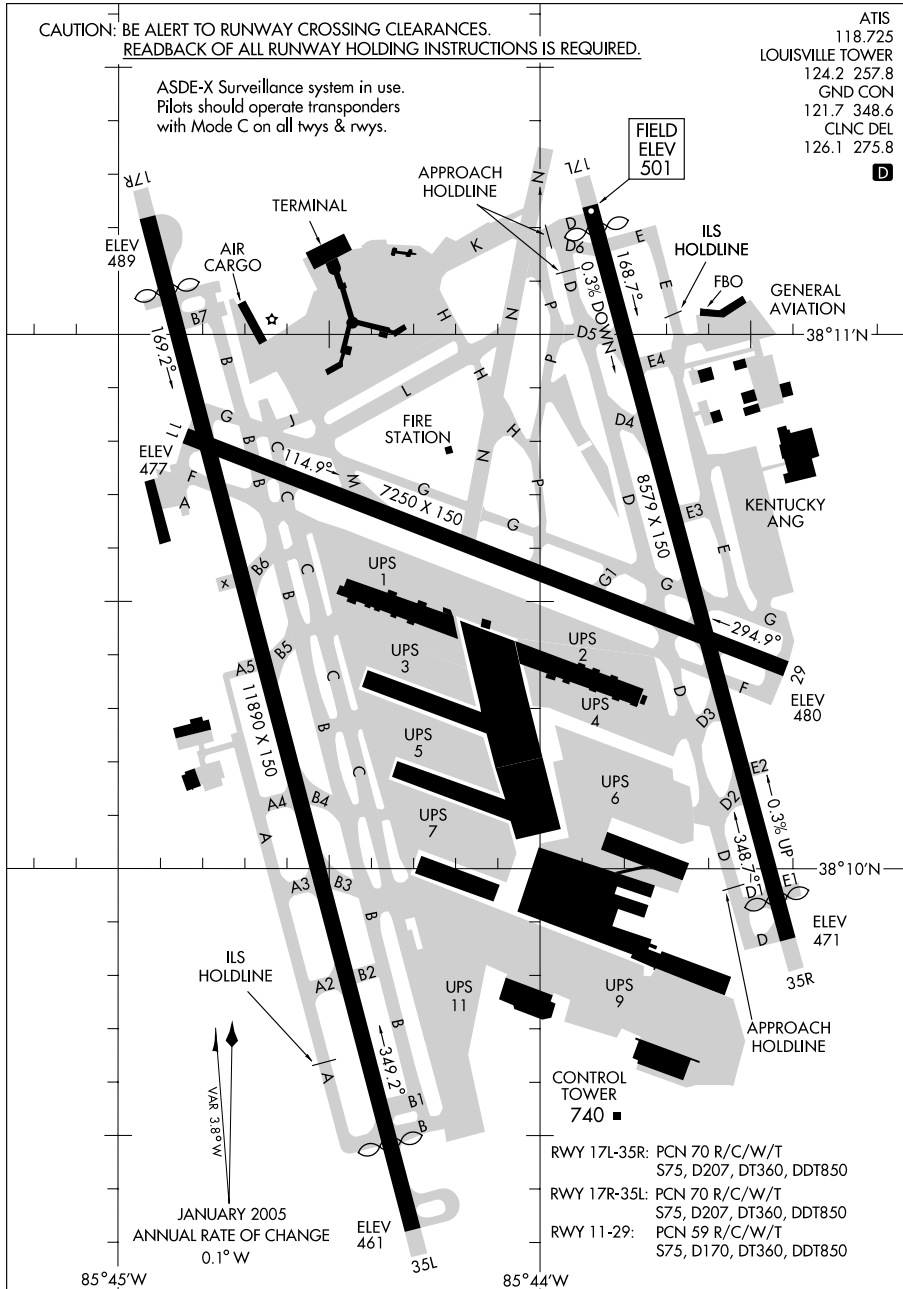 CAUTION: BE ALERT TO RUNWAY CROSSING CLEARANCES.
READBACK OF ALL RUNWAY HOLDING INSTRUCTIONS IS REQUIRED.
ATIS
118.725
LOUISVILLE TOWER
124.2 257.8
GND CON
121.7 348.6
CLNC DEL
126.1 275.8
D
ASDE-X Surveillance system in use.
Pilots should operate transponders
with Mode C on all twys & rwys.
FIELD
ELEV
501
APPROACH
HOLDLINE
17R
17L
N
TERMINAL
K
D
D6
E
ELEV
489
AIR
CARGO
ILS
HOLDLINE
FBO
GENERAL
AVIATION
168.7°
0.3% DOWN
D
E
B7
H
N
P
D5
38°11'N
169.2°
B
P
E4
L
H
G
J
FIRE
STATION
H
D4
11
B
C
N
ELEV
477
114.9°
W
7250 X 150
G
P
D
8579 X 150
KENTUCKY
ANG
F
A
B
C
G
E3
E
x
B6
C
B
UPS
1
G1
G
G
294.9°
29
B5
A5
C
UPS
3
UPS
2
D
F
ELEV
480
11890 X 150
B
UPS
4
D3
UPS
5
C
UPS
6
E2
A4
B4
UPS
7
D2
0.3% UP
A
348.7°
38°10'N
A3
B3
D
D1
E1
B
ELEV
471
D
35R
ILS
HOLDLINE
A2
B2
UPS
11
UPS
9
B
APPROACH
HOLDLINE
A
349.2°
VAR 3.8°W
B1
B
CONTROL
TOWER
740
JANUARY 2005
ANNUAL RATE OF CHANGE
0.1°W
ELEV
461
35L
RWY 17L-35R: PCN 70 R/C/W/T
S75, D207, DT360, DDT850
RWY 17R-35L: PCN 70 R/C/W/T
S75, D207, DT360, DDT850
RWY 11-29: PCN 59 R/C/W/T
S75, D170, DT360, DDT850
85°45'W
85°44'W